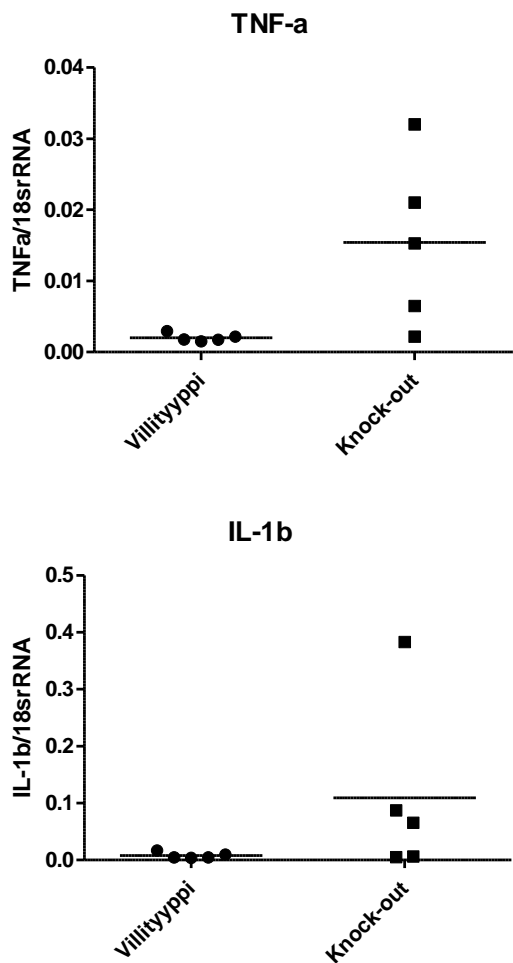 TNF-a
0.04
0.03
0.02
0.01
0.00
TNFa/18srRNA
Villityyppi
Knock-out
IL-1b
0.5
0.4
0.3
0.2
0.1
0.0
IL-1b/18srRNA
Villityyppi
Knock-out